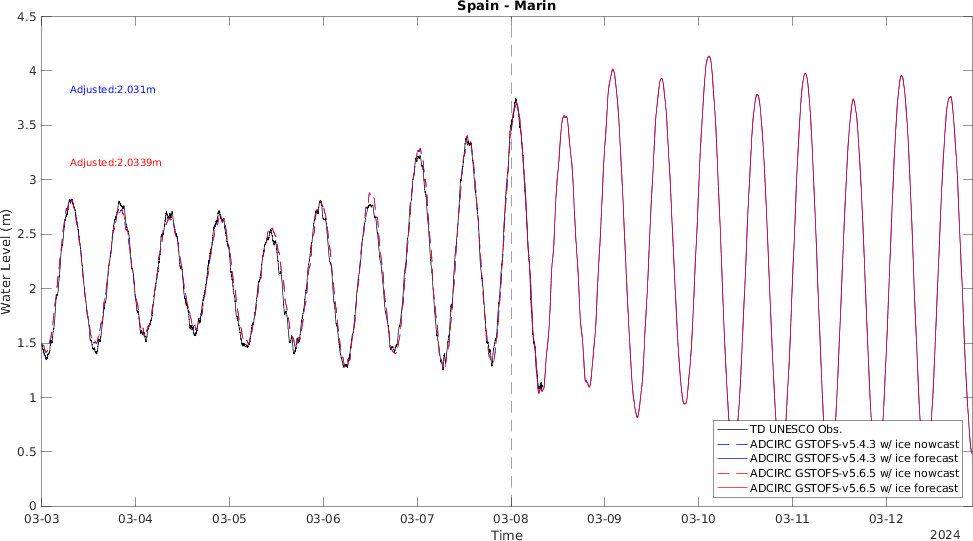 Spain - Marin
4.5
4
3.5
3
2.5
2
1.5
1
0.5
0
Water Level (m)
Adjusted:2.031m
Adjusted:2.0339m
TD UNESCO Obs.
ADCIRC GSTOFS-v5.4.3 w/ ice nowcast
ADCIRC GSTOFS-v5.4.3 w/ ice forecast
ADCIRC GSTOFS-v5.6.5 w/ ice nowcast
ADCIRC GSTOFS-v5.6.5 w/ ice forecast
03-03 03-04 03-05 03-06 03-07 03-08 03-09 03-10 03-11 03-12
Time
2024